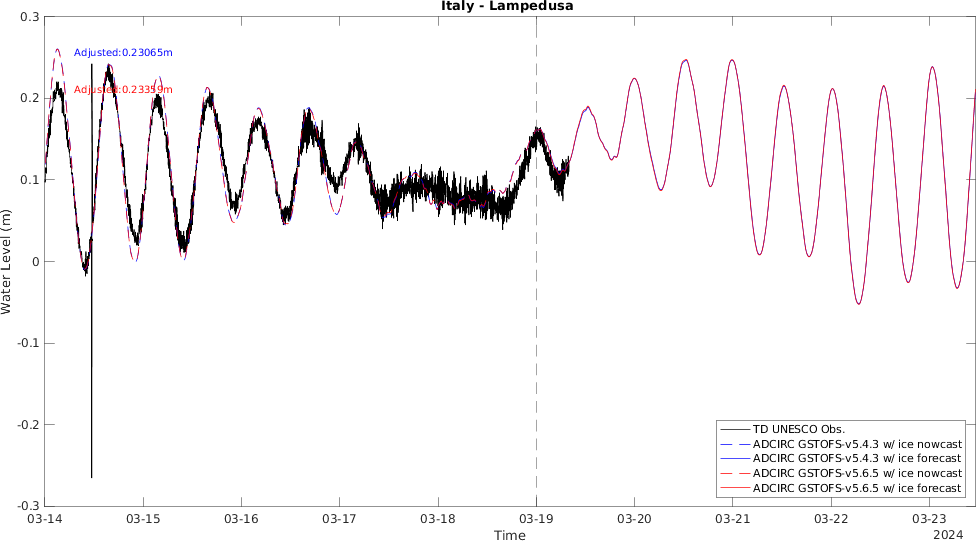 Italy - Lampedusa
Adjusted:0.23065m
Adjusted:0.23359m
Water Level (m)
0.3
0.2
0.1
0
-0.1
-0.2
-0.3
TD UNESCO Obs.
ADCIRC GSTOFS-v5.4.3 w/ ice nowcast
ADCIRC GSTOFS-v5.4.3 w/ ice forecast
ADCIRC GSTOFS-v5.6.5 w/ ice nowcast
ADCIRC GSTOFS-v5.6.5 w/ ice forecast
03-14 03-15 03-16 03-17 03-18 03-19 03-20 03-21 03-22 03-23
Time
2024